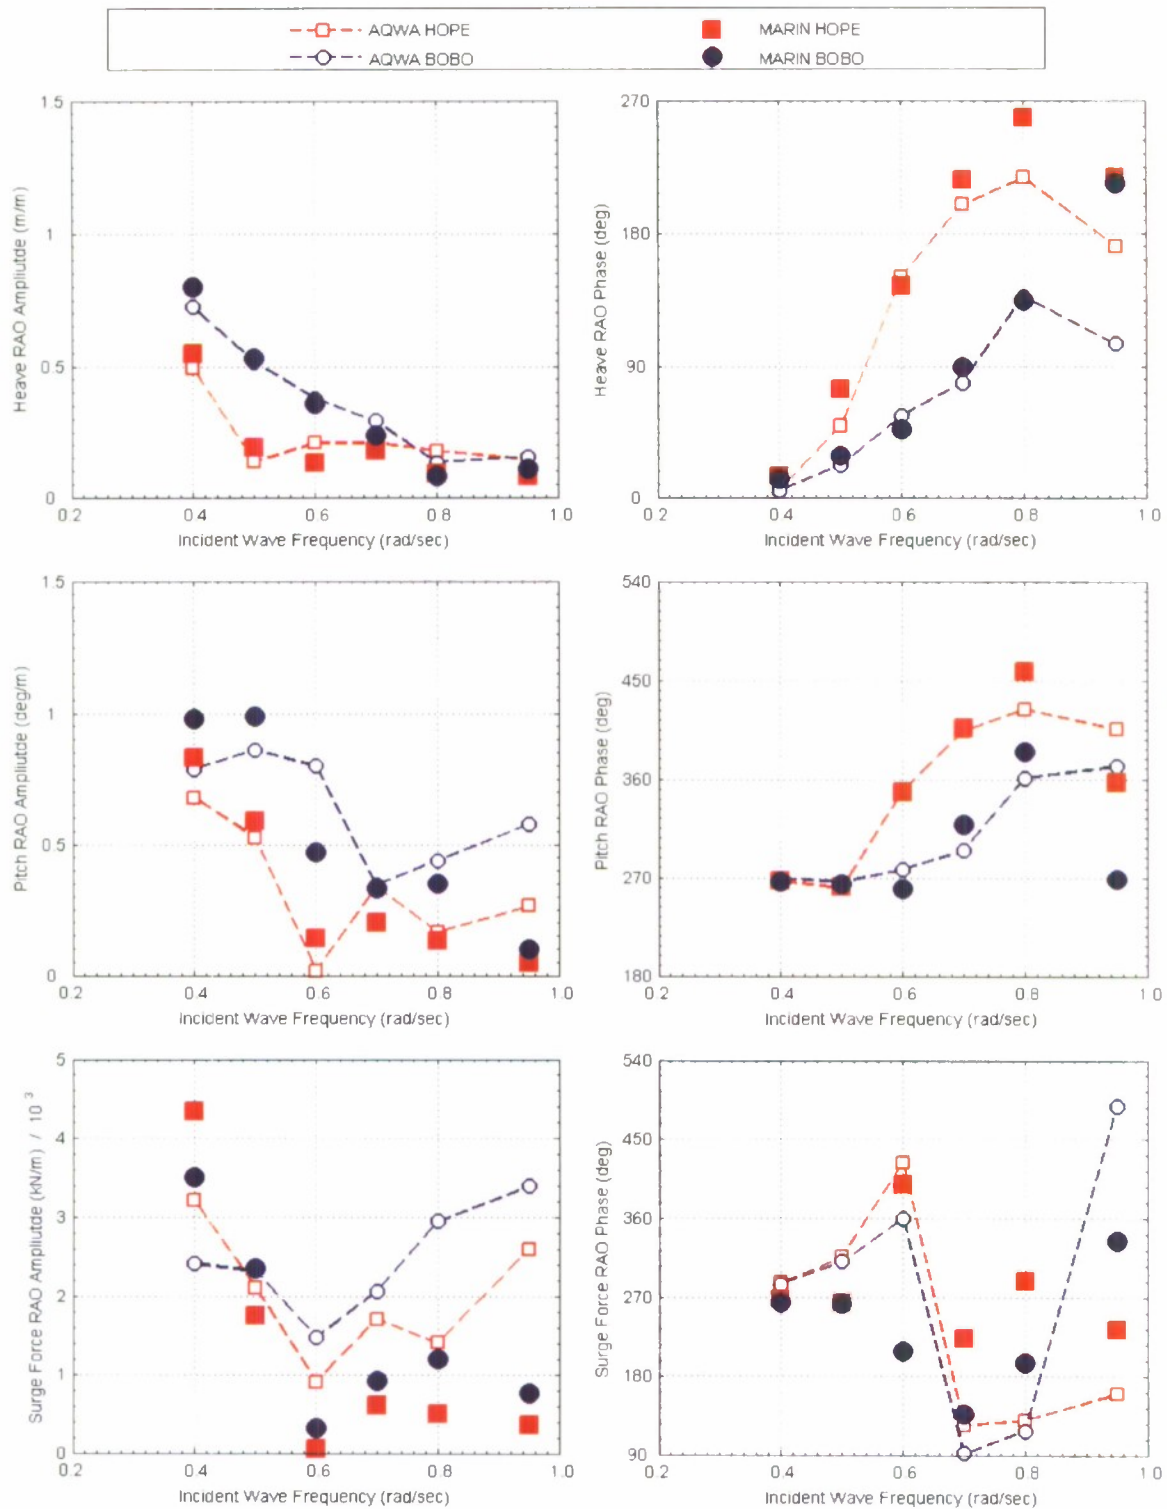 AQWA HOPE
MARIN HOPE
AQWA BOBO
MARIN BOBO
Heave RAO Ampliutde (m/m)
1.5
1
0.5
0
0.2 0.4 0.6 0.8 1.0
Incident Wave Frequency (rad/sec)
Heave RAO Phase (deg)
270
180
90
0
0.2 0.4 0.6 0.8 1.0
Incident Wave Frequency (rad/sec)
Pitch RAO Ampliutde (deg/m)
1.5
1
0.5
0
0.2 0.4 0.6 0.8 1.0
Incident Wave Frequency (rad/sec)
Pitch RAO Phase (deg)
540
450
360
270
180
0.2 0.4 0.6 0.8 1.0
Incident Wave Frequency (rad/sec)
Surge Force RAO Ampliutde (kN/m) / 10 3
5
4
3
2
1
0
0.2 0.4 0.6 0.8 1.0
Incident Wave Frequency (rad/sec)
Surge Force RAO Phase (deg)
540
450
360
270
180
90
0.2 0.4 0.6 0.8 1.0
Incident Wave Frequency (rad/sec)